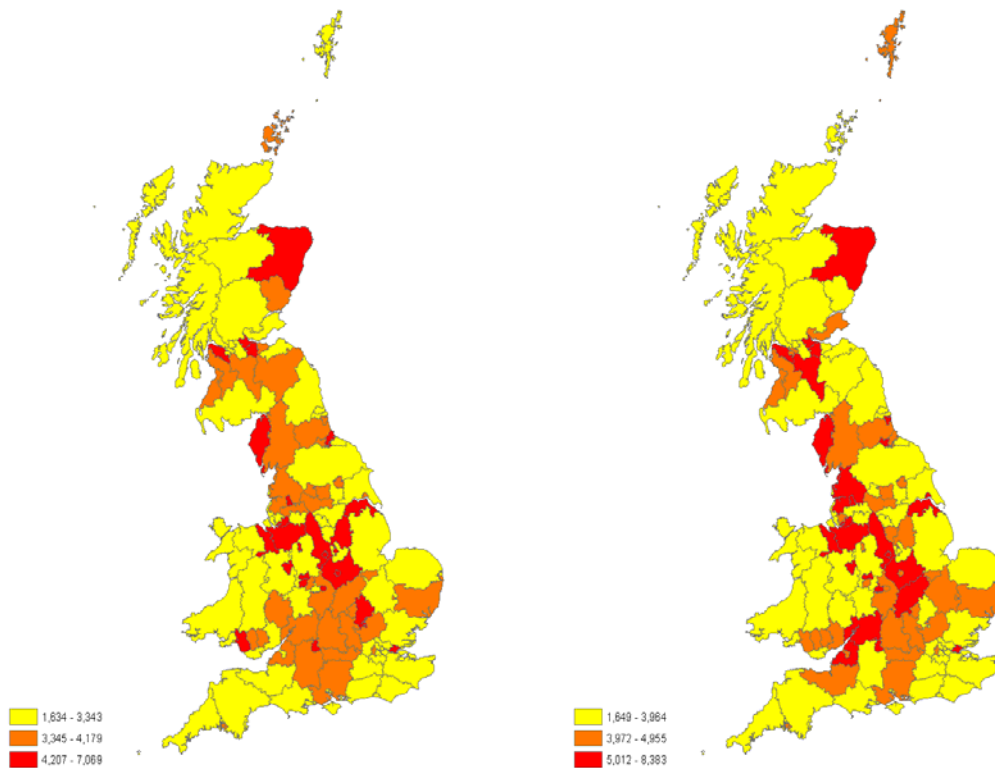 1,634 - 3,343
3,345 - 4,179
4,207 - 7,069
1,649 - 3,964
3,972 - 4,955
5,012 - 8,383